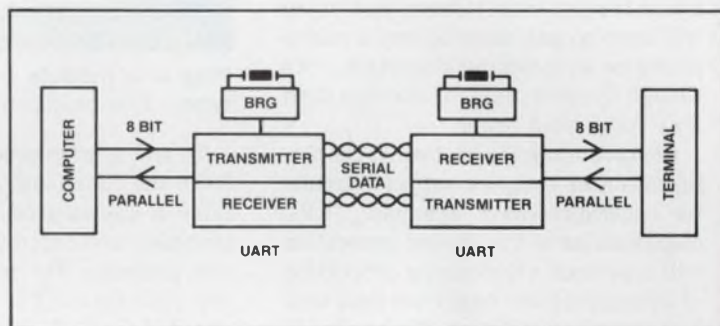 BRG
BRG
COMPUTER
8 BIT
PARALLEL
TRANSMITTER
RECEIVER
SERIAL
DATA
RECEIVER
TRANSMITTER
8 BIT
PARALLEL
TERMINAL
UART
UART